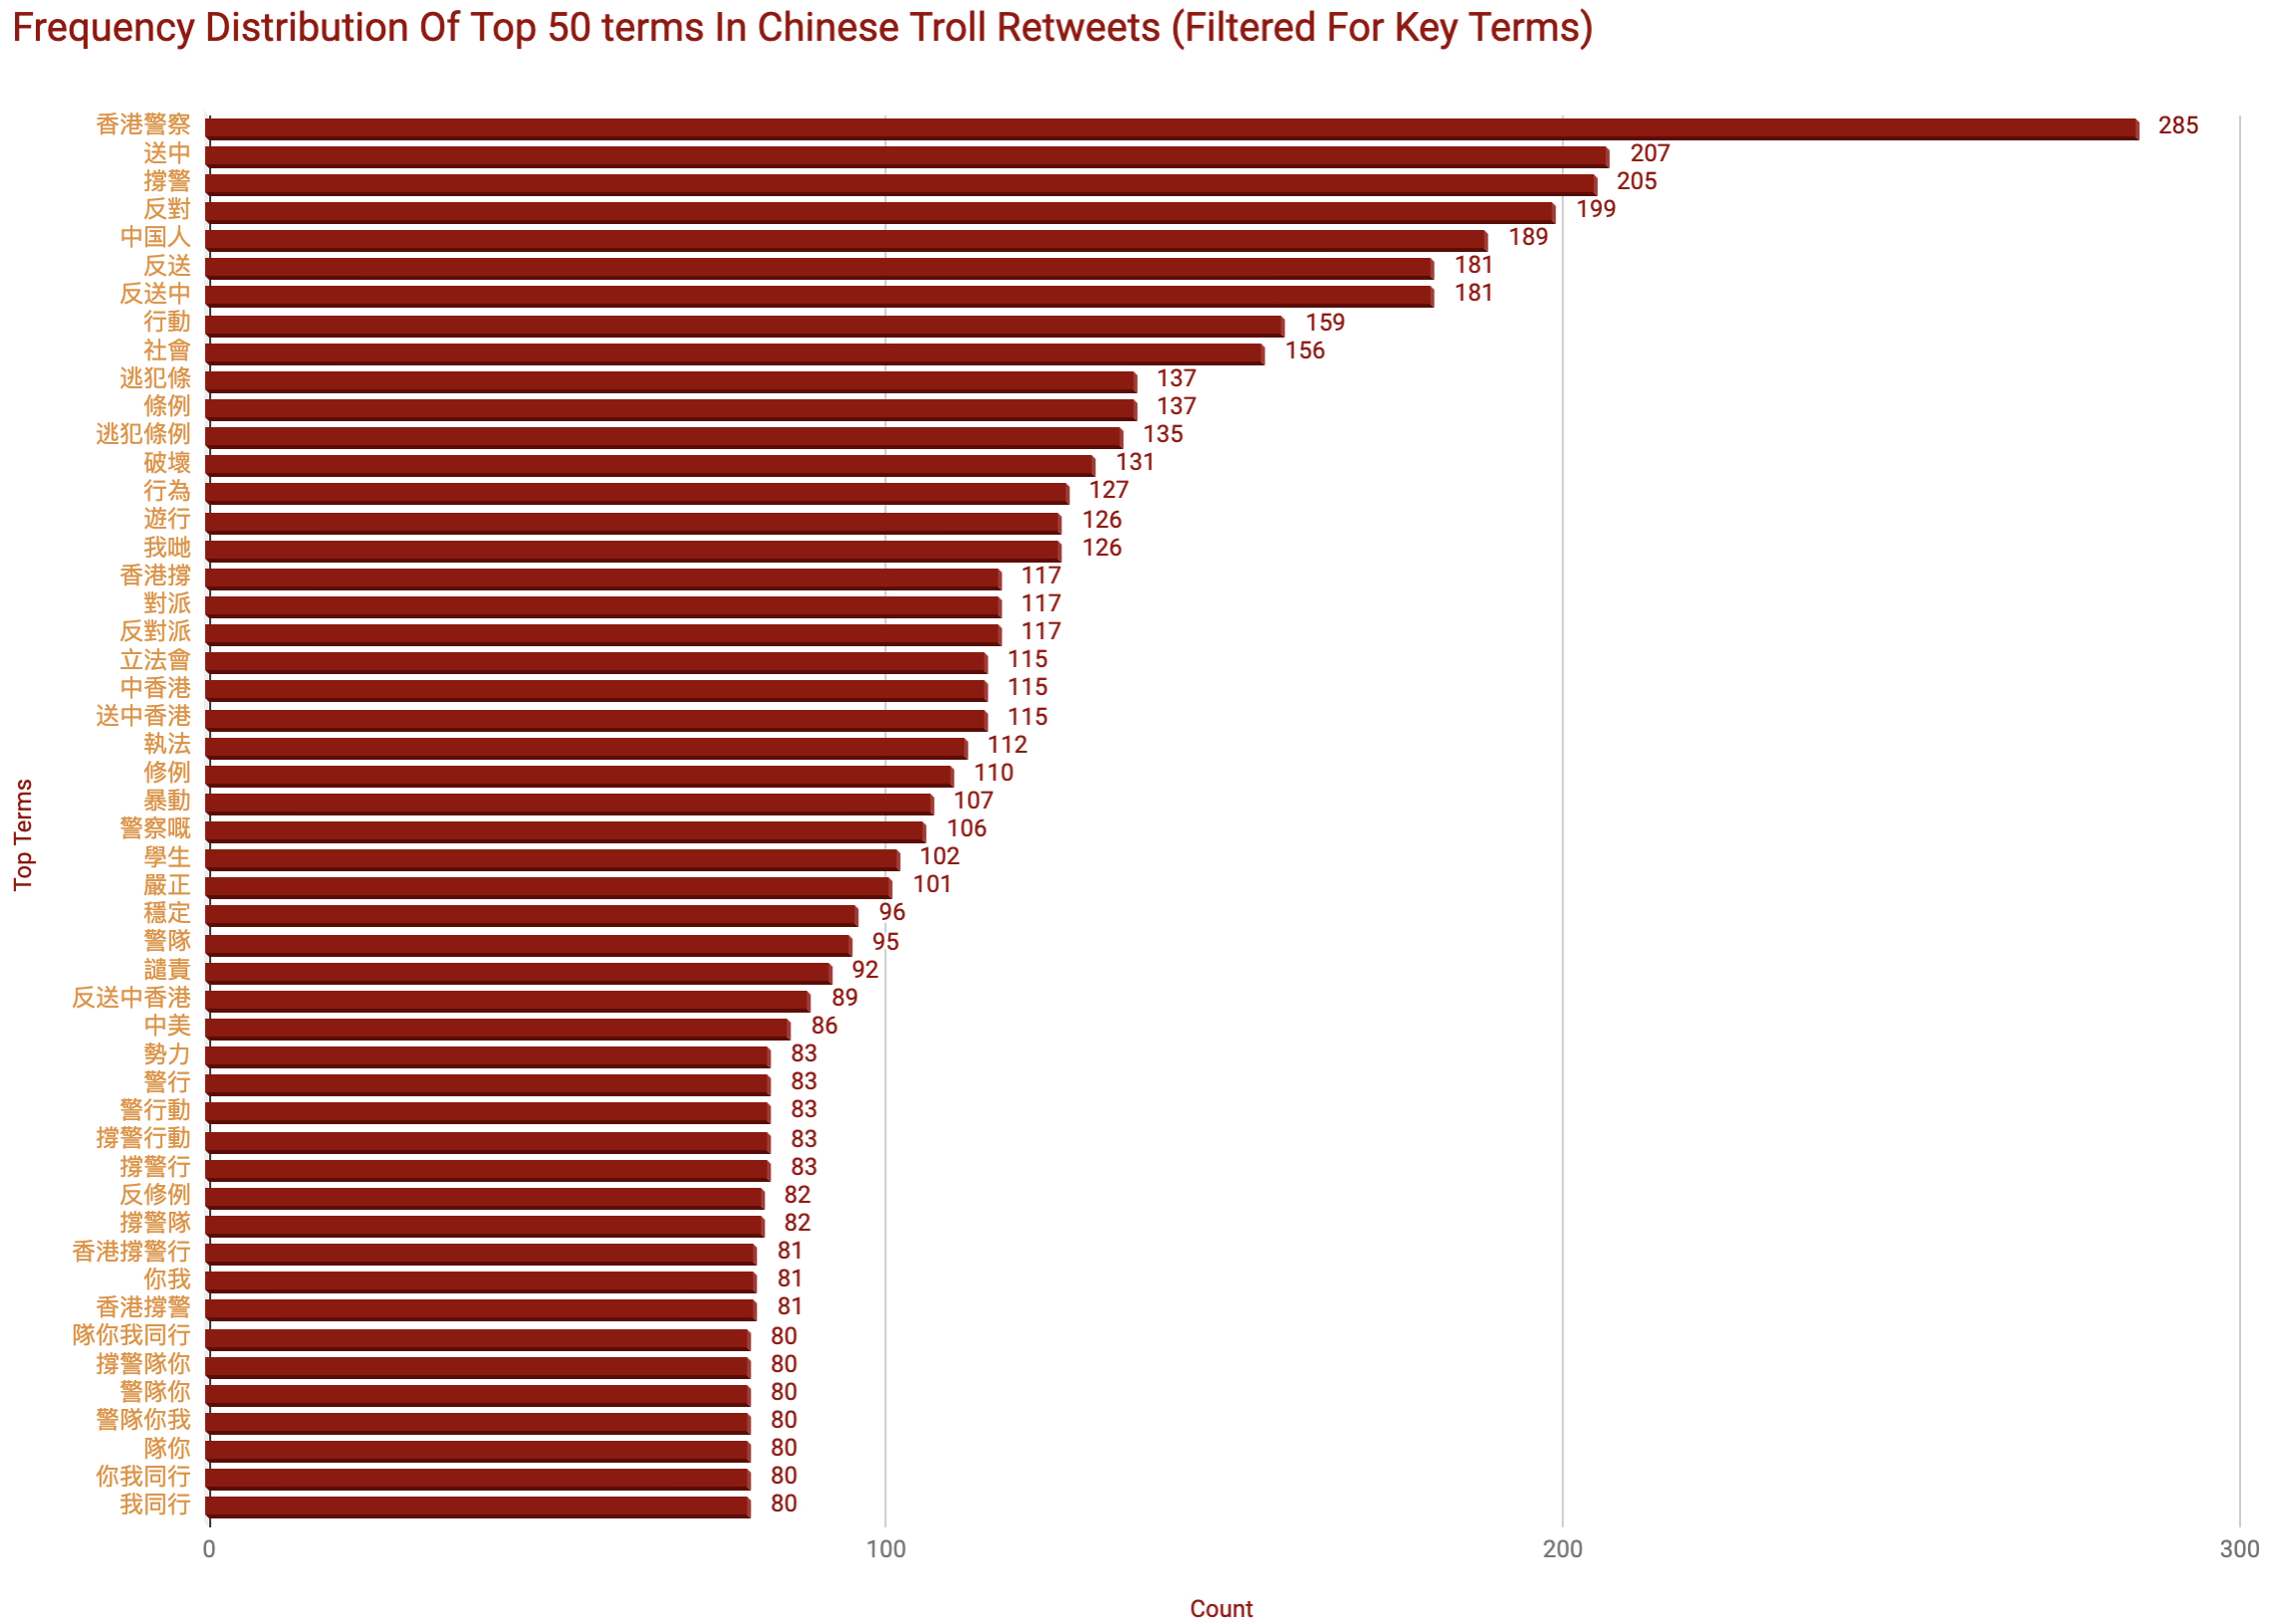 Frequency Distribution Of Top 50 terms In Chinese Troll Retweets (Filtered For Key Terms)
香港警察 285
送中 207
撐警 205
反對 199
中国人 189
反送 181
反送中 181
行動 159
社會 156
逃犯條 137
條例 137
逃犯條例 135
破壞 131
行為 127
遊行 126
我哋 126
香港撐 117
對派 117
反對派 117
立法會 115
中香港 115
送中香港 115
執法 112
修例 110
暴動 107
警察嘅 106
學生 102
嚴正 101
穩定 96
警隊 95
譴責 92
反送中香港 89
中美 86
勢力 83
警行 83
警行動 83
撐警行動 83
撐警行 83
反修例 82
撐警隊 82
香港撐警行 81
你我 81
香港撐警 81
隊你我同行 80
撐警隊你 80
警隊你 80
警隊你我 80
隊你 80
你我同行 80
我同行 80
Top Terms
0 100 200 300
Count